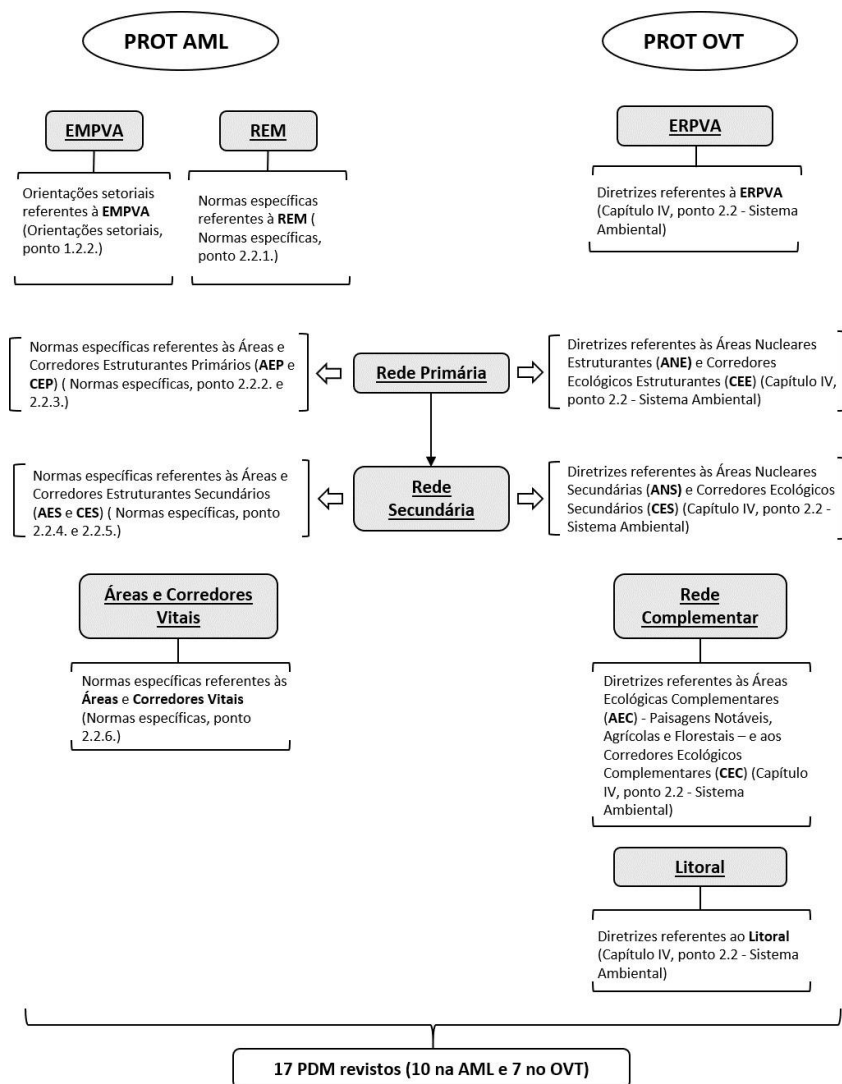 PROT AML
PROT OVT
EMPVA
REM
ERPVA
Orientações setoriais
referentes à EMPVA
(Orientações setoriais,
ponto 1.2.2.)
Normas específicas
referentes à REM (
Normas específicas,
ponto 2.2.1.)
Diretrizes referentes à ERPVA
(Capítulo IV, ponto 2.2 - Sistema
Ambiental)
Normas específicas referentes às Áreas e
Corredores Estruturantes Primários (AEP e
CEP) ( Normas específicas, ponto 2.2.2. e
2.2.3.)
Rede Primária
Diretrizes referentes às Áreas Nucleares
Estruturantes (ANE) e Corredores
Ecológicos Estruturantes (CEE) (Capítulo IV,
ponto 2.2 - Sistema Ambiental)
Normas específicas referentes às Áreas e
Corredores Estruturantes Secundários
(AES e CES) ( Normas específicas, ponto
2.2.4. e 2.2.5.)
Rede
Secundária
Diretrizes referentes às Áreas Nucleares
Secundárias (ANS) e Corredores Ecológicos
Secundários (CES) (Capítulo IV, ponto 2.2 -
Sistema Ambiental)
Áreas e Corredores
Vitais
Normas específicas referentes às
Áreas e Corredores Vitais
(Normas específicas, ponto
2.2.6.)
Rede
Complementar
Diretrizes referentes às Áreas
Ecológicas Complementares
(AEC) - Paisagens Notáveis,
Agrícolas e Florestais – e aos
Corredores Ecológicos
Complementares (CEC) (Capítulo
IV, ponto 2.2 - Sistema
Ambiental)
Litoral
Diretrizes referentes ao Litoral
(Capítulo IV, ponto 2.2 - Sistema
Ambiental)
17 PDM revistos (10 na AML e 7 no OVT)